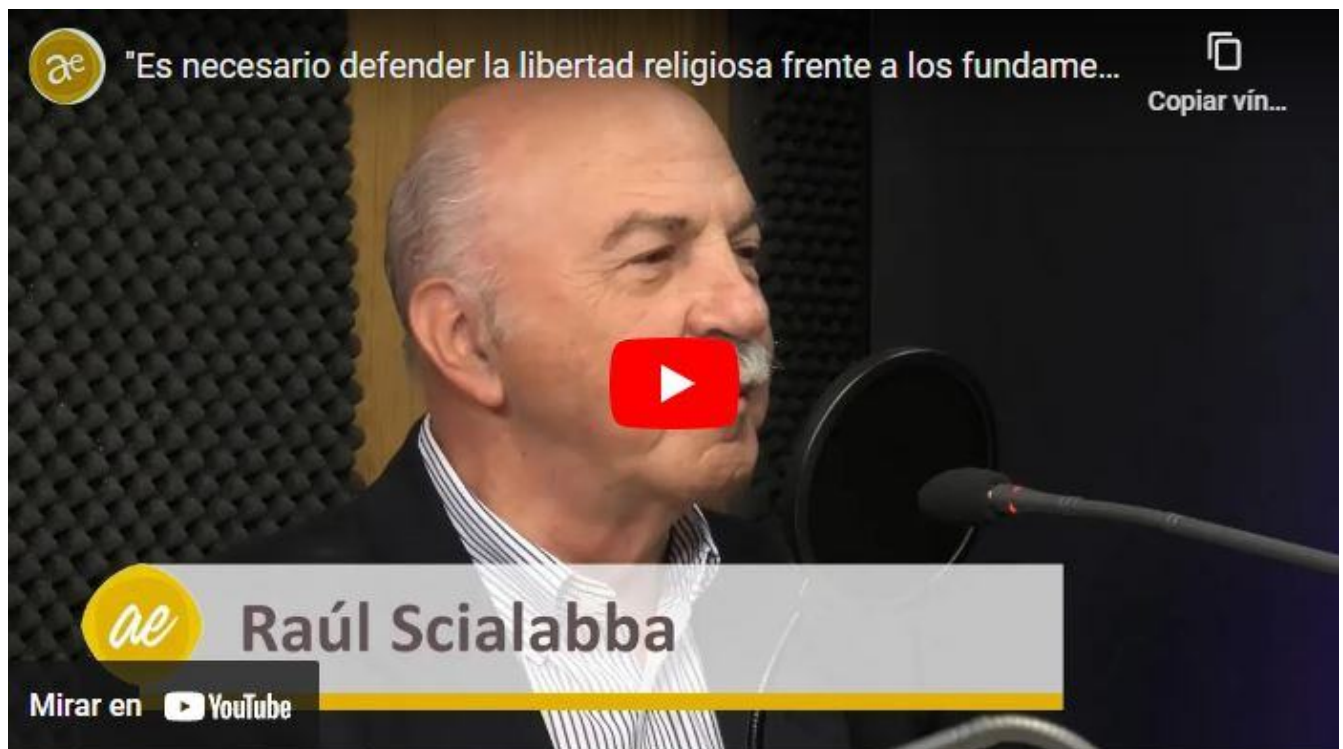 ae
"Es necesario defender la libertad religiosa frente a los fundame...
Copiar vín...
ae
Raúl Scialabba
Mirar en YouTube